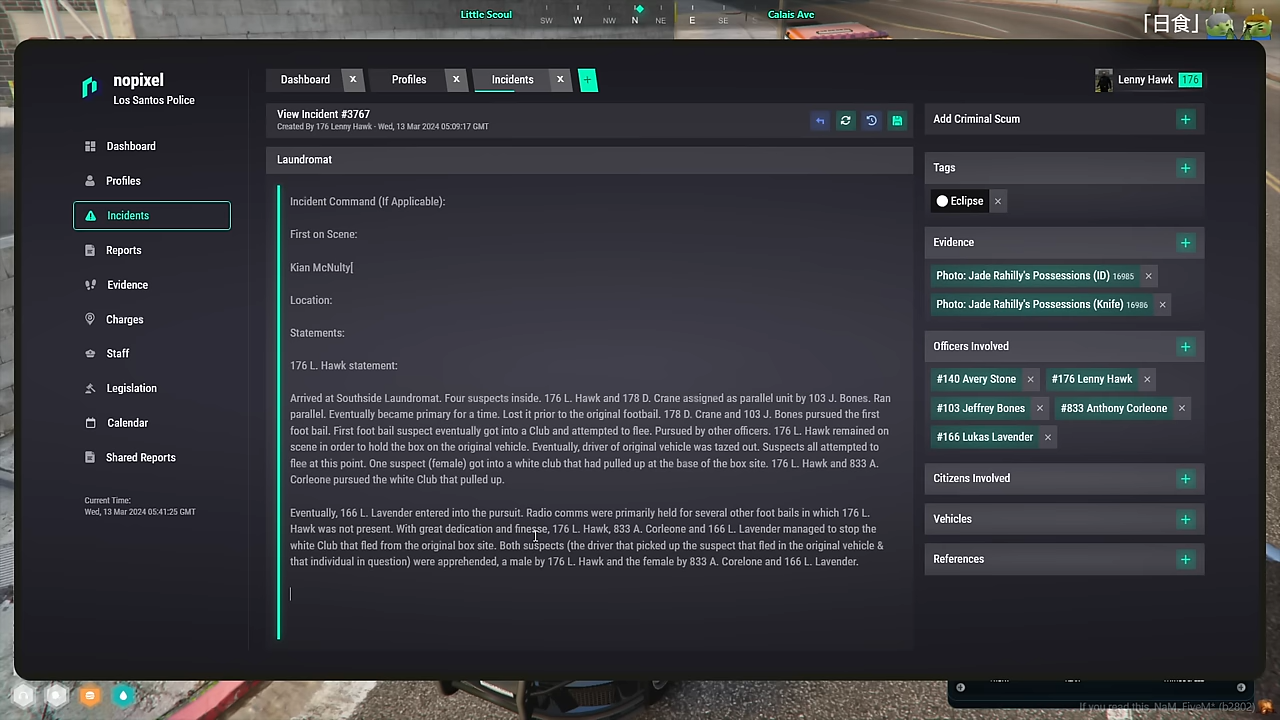 Little Seoul
SW W NW N NE E SE
Calais Ave
「日食」
nopixel
Los Santos Police
Dashboard
Profiles
Incidents
Reports
Evidence
Charges
Staff
Legislation
Calendar
Shared Reports
Current Time:
Wed, 13 Mar 2024 05:41:25 GMT
Dashboard x Profiles x Incidents x +
Lenny Hawk 176
View Incident #3767
Created By 176 Lenny Hawk - Wed, 13 Mar 2024 05:09:17 GMT
Laundromat
Incident Command (If Applicable):
First on Scene:
Kian McNulty[
Location:
Statements:
176 L. Hawk statement:
Arrived at Southside Laundromat. Four suspects inside. 176 L. Hawk and 178 D. Crane assigned as parallel unit by 103 J. Bones. Ran
parallel. Eventually became primary for a time. Lost it prior to the original footbail. 178 D. Crane and 103 J. Bones pursued the first
foot bail. First foot bail suspect eventually got into a Club and attempted to flee. Pursued by other officers. 176 L. Hawk remained on
scene in order to hold the box on the original vehicle. Eventually, driver of original vehicle was tazed out. Suspects all attempted to
flee at this point. One suspect (female) got into a white club that had pulled up at the base of the box site. 176 L. Hawk and 833 A.
Corleone pursued the white Club that pulled up.
Eventually, 166 L. Lavender entered into the pursuit. Radio comms were primarily held for several other foot bails in which 176 L.
Hawk was not present. With great dedication and finesse, 176 L. Hawk, 833 A. Corleone and 166 L. Lavender managed to stop the
white Club that fled from the original box site. Both suspects (the driver that picked up the suspect that fled in the original vehicle &
that individual in question) were apprehended, a male by 176 L. Hawk and the female by 833 A. Corelone and 166 L. Lavender.
Add Criminal Scum +
Tags +
Eclipse x
Evidence +
Photo: Jade Rahilly's Possessions (ID) 16985 x
Photo: Jade Rahilly's Possessions (Knife) 16986 x
Officers Involved +
#140 Avery Stone x #176 Lenny Hawk x
#103 Jeffrey Bones x #833 Anthony Corleone x
#166 Lukas Lavender x
Citizens Involved +
Vehicles +
References +
If you read this, NaM, FiveM* (b2802)